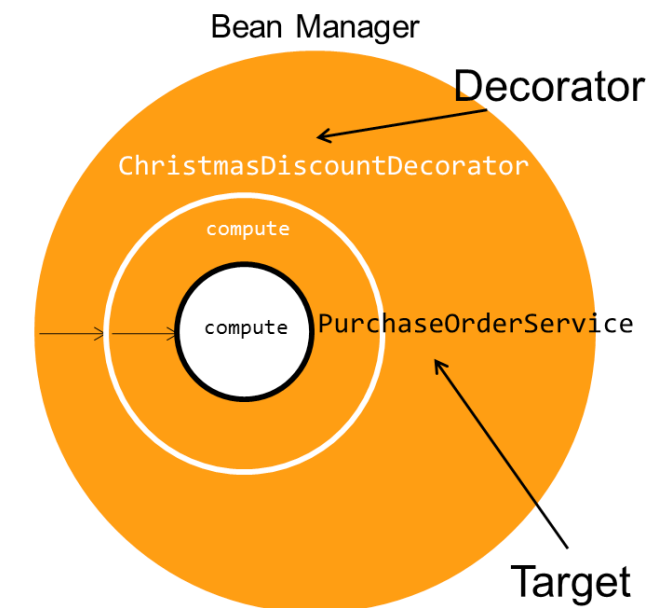 Bean Manager
Decorator
ChristmasDiscountDecorator
compute
compute
PurchaseOrderService
Target